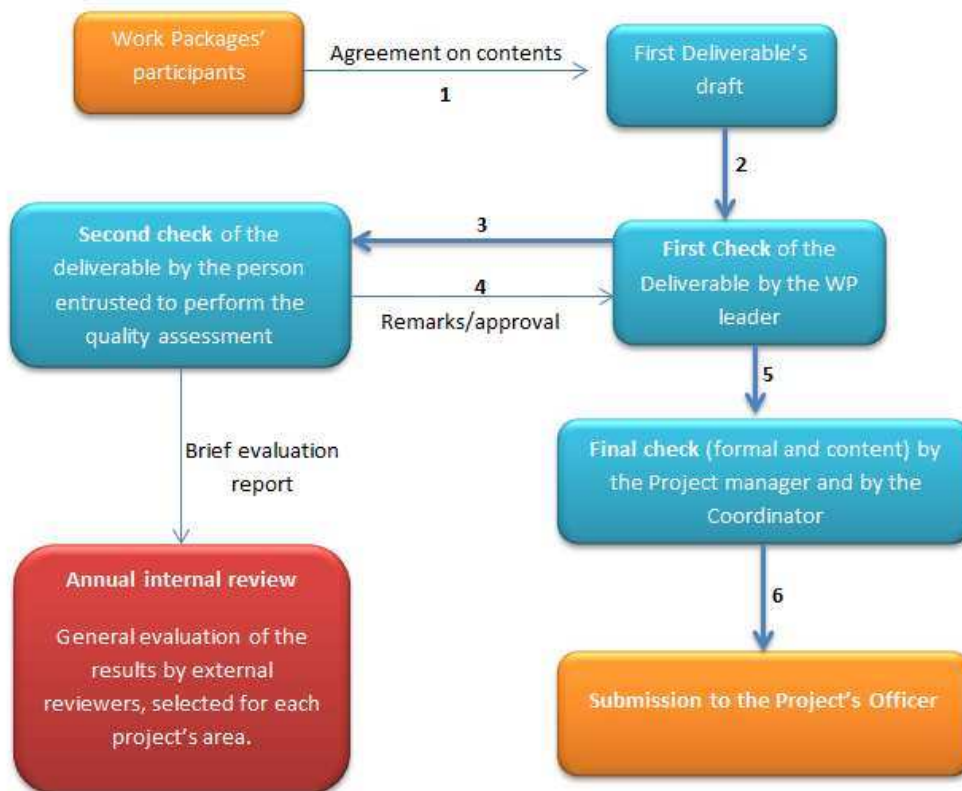 Work Packages’
participants
Agreement on contents
1
First Deliverable’s
draft
2
Second check of the
deliverable by the person
entrusted to perform the
quality assessment
3
4
Remarks/approval
First Check of the
Deliverable by the WP
leader
5
Brief evaluation
report
Final check (formal and content) by
the Project manager and by the
Coordinator
Annual internal review
General evaluation of the
results by external
reviewers, selected for each
project’s area.
6
Submission to the Project’s Officer